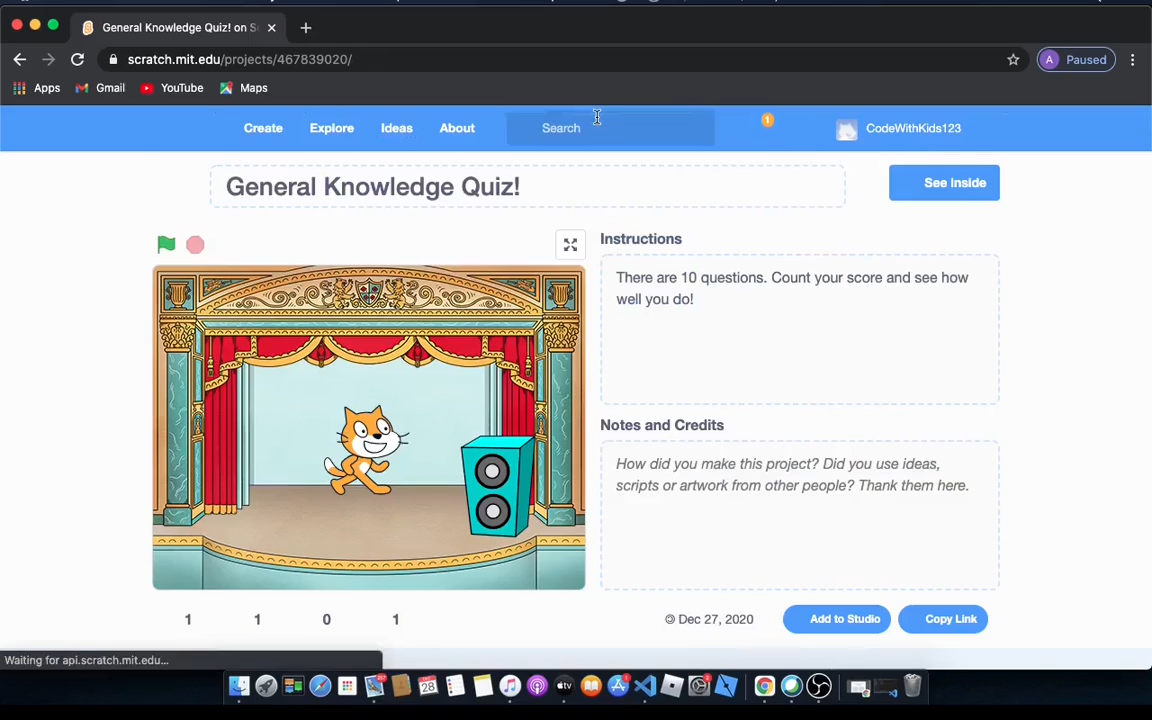 General Knowledge Quiz! on S
scratch.mit.edu/projects/467839020/
A Paused
Apps Gmail YouTube Maps
Create Explore Ideas About Search 1 CodeWithKids123
General Knowledge Quiz!
See Inside
Instructions
There are 10 questions. Count your score and see how
well you do!
Notes and Credits
How did you make this project? Did you use ideas,
scripts or artwork from other people? Thank them here.
1 1 0 1
© Dec 27, 2020
Add to Studio
Copy Link
Waiting for api.scratch.mit.edu...
28